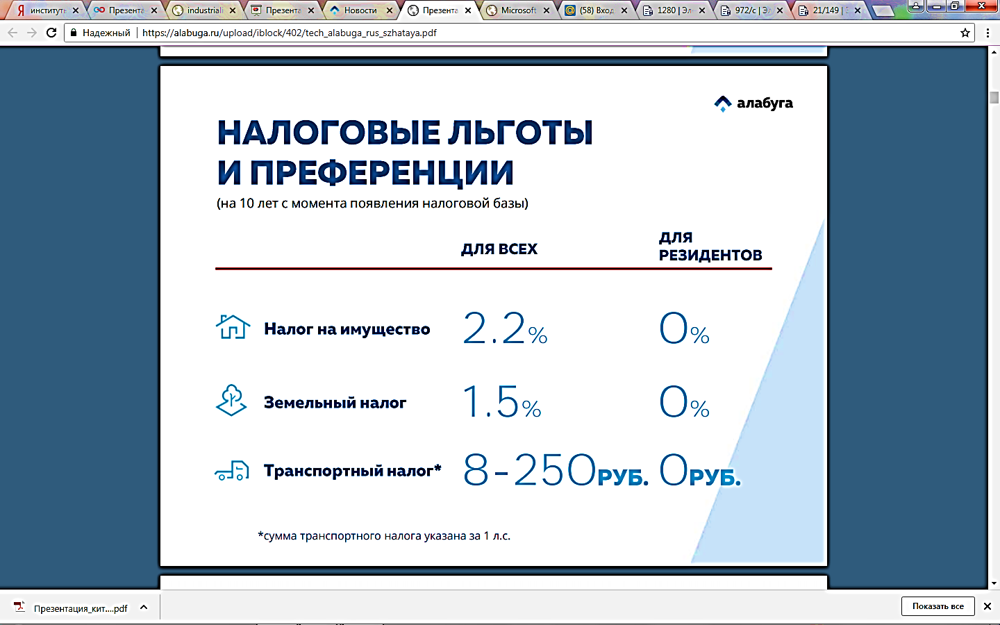 институть
Презента
industriali
Презента
Новости
Презента
Microsoft
(58) Вход
1280 | Эл
972/с | Эл
21/149 | Э
Надежный
https://alabuga.ru/upload/iblock/402/tech_alabuga_rus_szhataya.pdf
алабуга
НАЛОГОВЫЕ ЛЬГОТЫ
И ПРЕФЕРЕНЦИИ
(на 10 лет с момента появления налоговой базы)
ДЛЯ ВСЕХ
ДЛЯ
РЕЗИДЕНТОВ
Налог на имущество 2.2% 0%
Земельный налог 1.5% 0%
Транспортный налог* 8-250РУБ. 0РУБ.
*сумма транспортного налога указана за 1 л.с.
Презентация_кит....pdf
Показать все